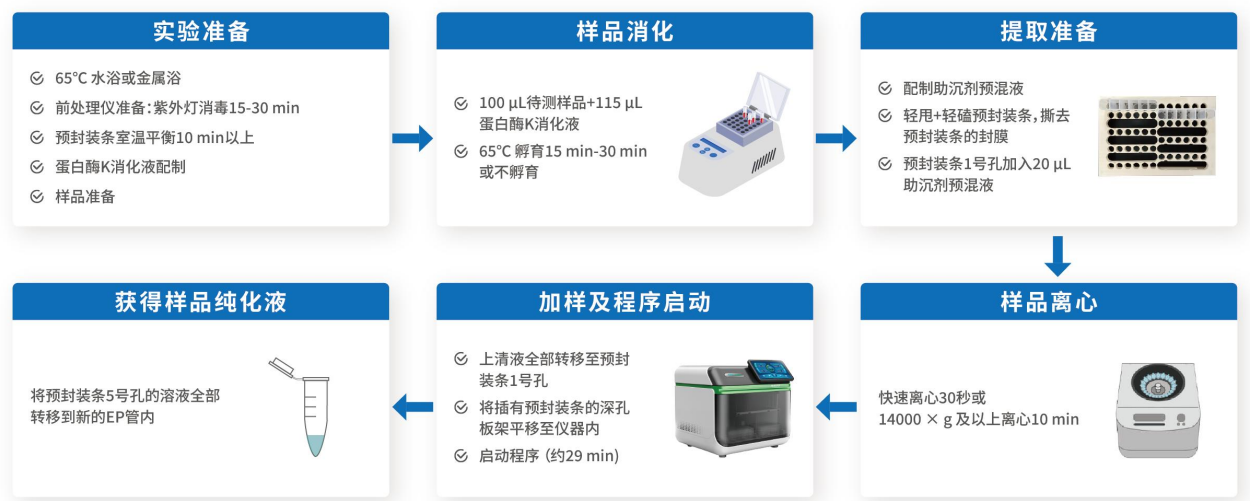 实验准备
65℃ 水浴或金属浴
前处理仪准备：紫外灯消毒15-30 min
预封装条室温平衡10 min以上
蛋白酶K消化液配制
样品准备
样品消化
100 μL待测样品+115 μL
蛋白酶K消化液
65℃ 孵育15 min-30 min
或不孵育
提取准备
配制助沉剂预混液
轻甩+轻磕预封装条，撕去
预封装条的封膜
预封装条1号孔加入20 μL
助沉剂预混液
样品离心
快速离心30秒或
14000 × g 及以上离心10 min
加样及程序启动
上清液全部转移至预封
装条1号孔
将插有预封装条的深孔
板架平移至仪器内
启动程序 (约29 min)
获得样品纯化液
将预封装条5号孔的溶液全部
转移到新的EP管内